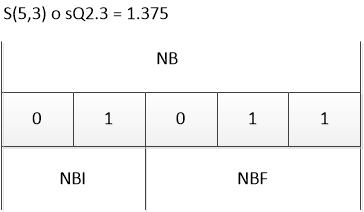 S(5,3) o sQ2.3 = 1.375
NB
0 1 0 1 1
NBI NBF